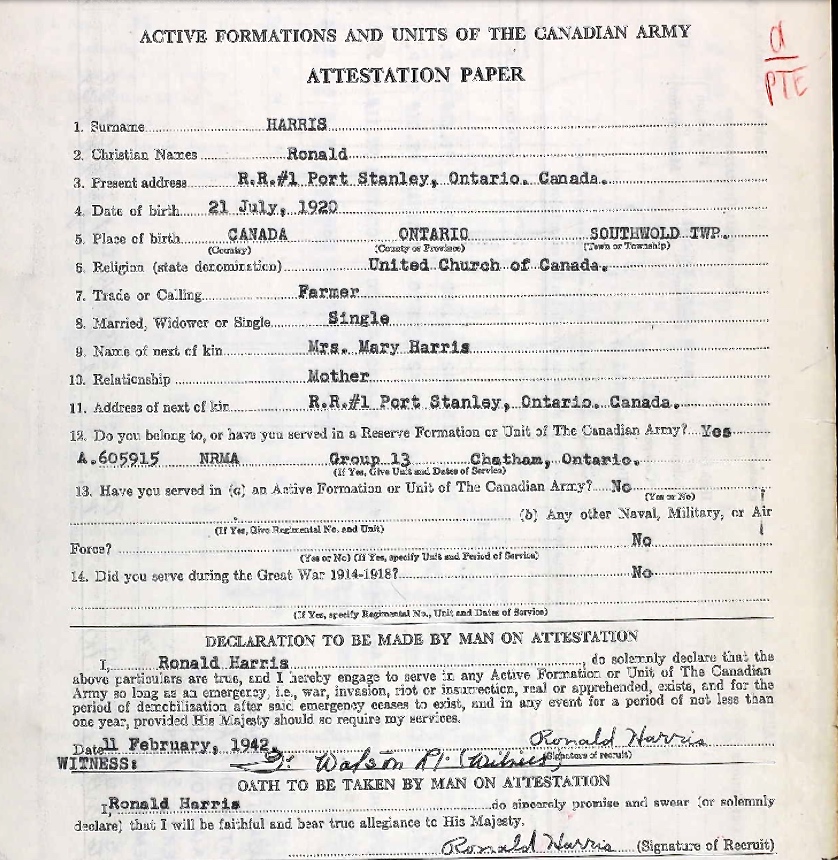 ACTIVE FORMATIONS AND UNITS OF THE CANADIAN ARMY
a
PTE
ATTESTATION PAPER
1. Surname HARRIS
2. Christian Names Ronald
3. Present address R.R.#1 Port Stanley, Ontario. Canada.
4. Date of birth 21 July, 1920
5. Place of birth CANADA ONTARIO SOUTHWOLD TWP.
(Country) (County or Province) (Town or Township)
6. Religion (state denomination) United Church of Canada.
7. Trade or Calling Farmer
8. Married, Widower or Single Single
9. Name of next of kin Mrs. Mary Harris
10. Relationship Mother
11. Address of next of kin R.R.#1 Port Stanley, Ontario. Canada.
12. Do you belong to, or have you served in a Reserve Formation or Unit of The Canadian Army? Yes
A.605915 NRMA Group 13 Chatham, Ontario.
(If Yes, Give Unit and Dates of Service)
13. Have you served in (a) an Active Formation or Unit of The Canadian Army? No
(Yes or No)
(b) Any other Naval, Military, or Air
(If Yes, Give Regimental No. and Unit)
Force? No
(Yes or No) (If Yes, specify Unit and Period of Service)
14. Did you serve during the Great War 1914-1918? No
(If Yes, specify Regimental No., Unit and Dates of Service)
DECLARATION TO BE MADE BY MAN ON ATTESTATION
I, Ronald Harris, do solemnly declare that the
above particulars are true, and I hereby engage to serve in any Active Formation or Unit of The Canadian
Army so long as an emergency, i.e., war, invasion, riot or insurrection, real or apprehended, exists, and for the
period of demobilization after said emergency ceases to exist, and in any event for a period of not less than
one year, provided His Majesty should so require my services.
Date 11 February, 1942. Ronald Harris
WITNESS: Watson Lt. (Witness) (Signature of recruit)
OATH TO BE TAKEN BY MAN ON ATTESTATION
I, Ronald Harris do sincerely promise and swear (or solemnly
declare) that I will be faithful and bear true allegiance to His Majesty.
Ronald Harris (Signature of Recruit)